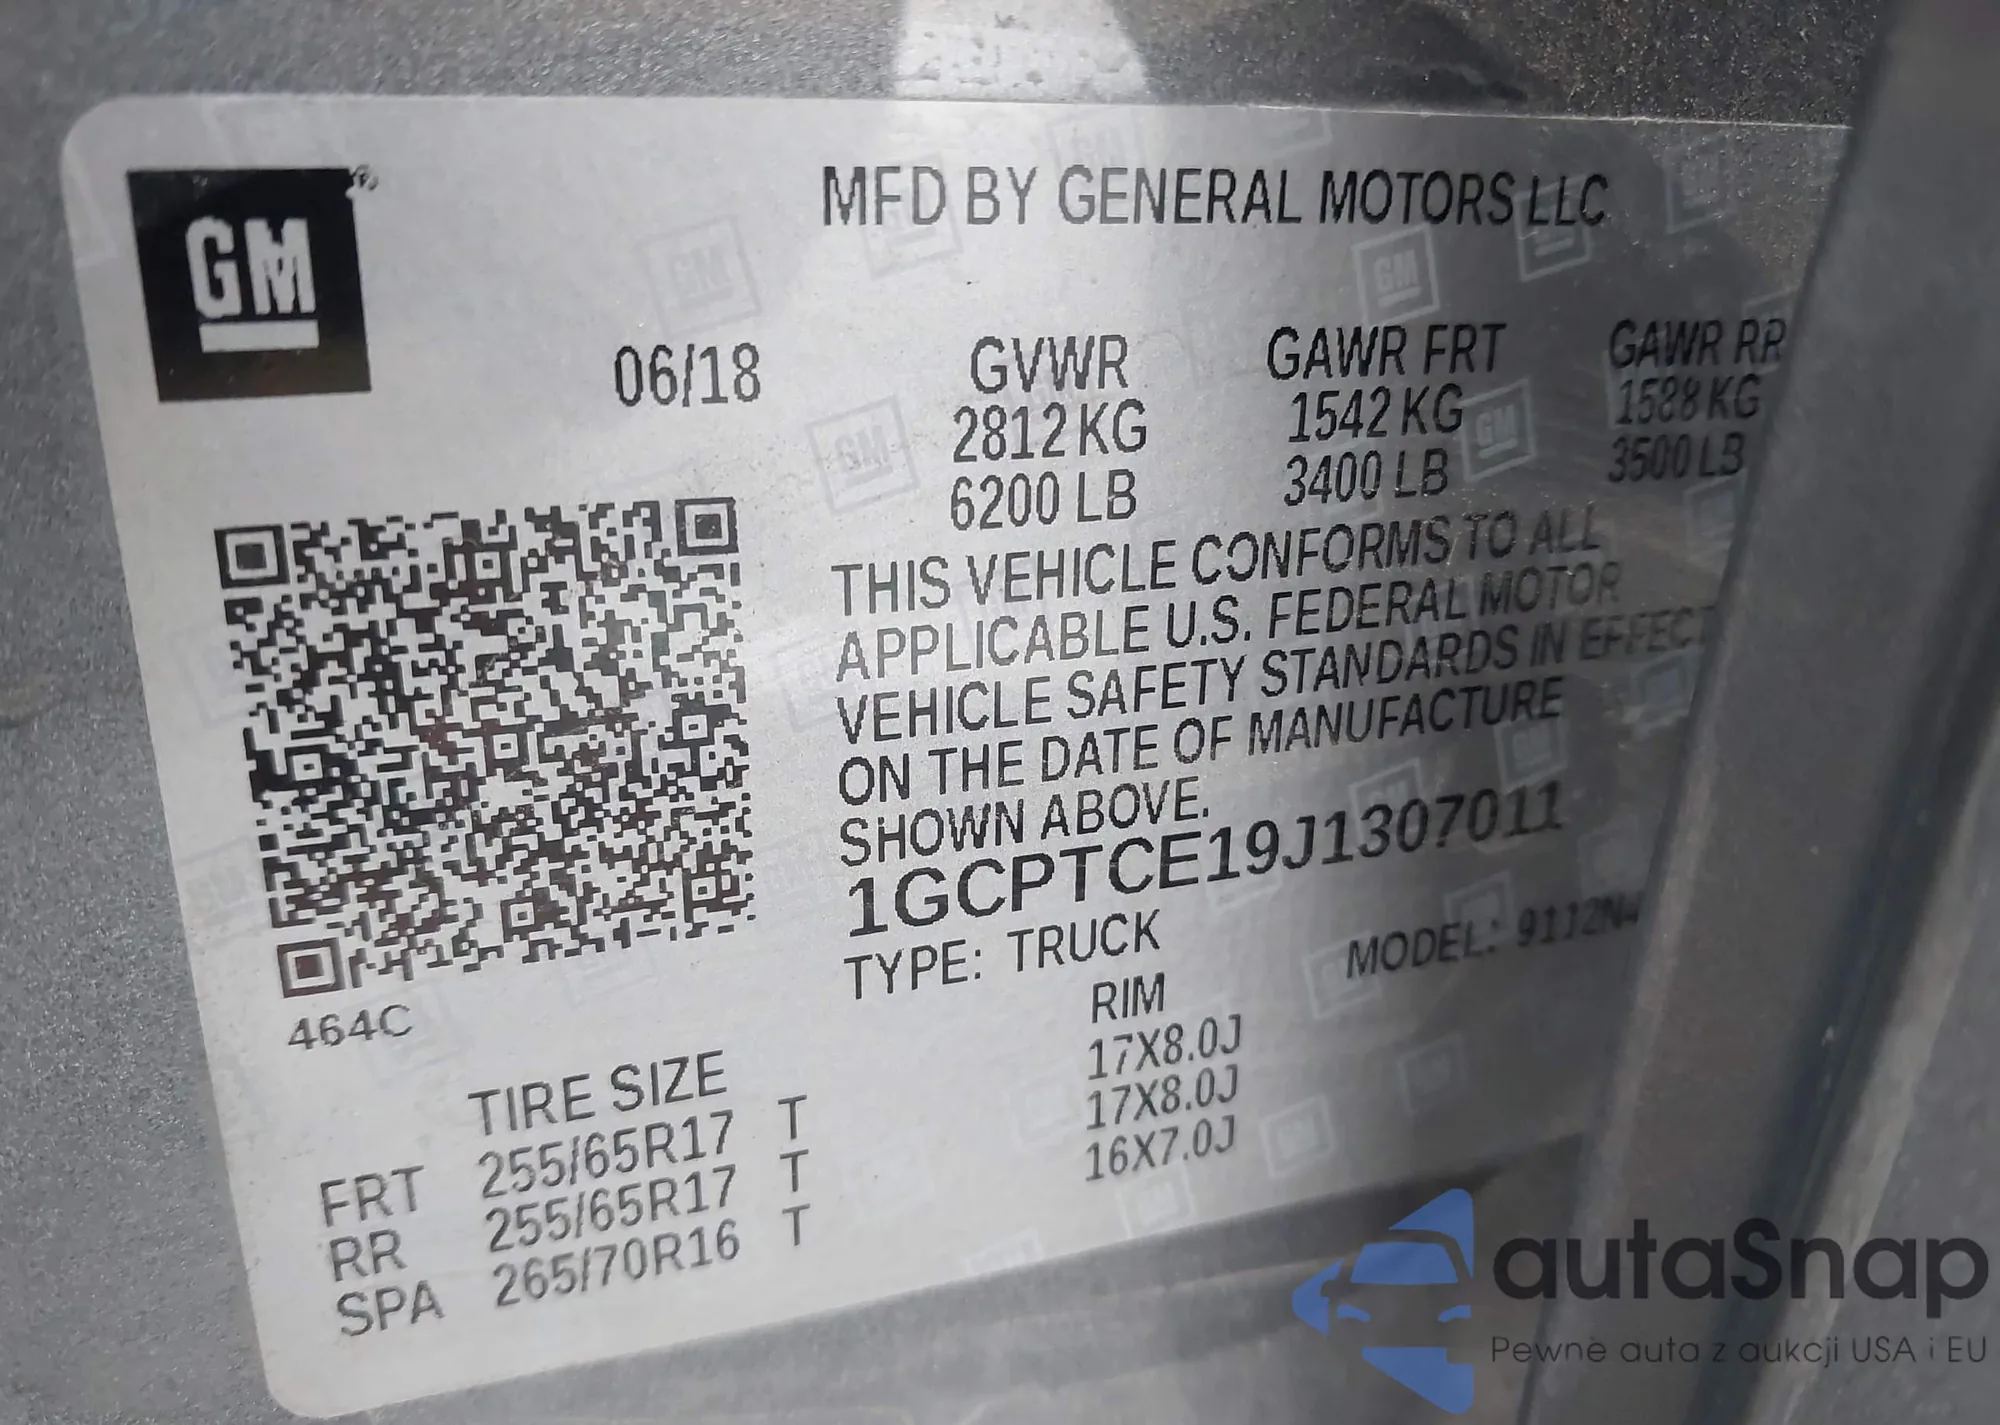 GM
MFD BY GENERAL MOTORS LLC
06/18 GVWR GAWR FRT GAWR RR
2812 KG 1542 KG 1588 KG
6200 LB 3400 LB 3500 LB
THIS VEHICLE CONFORMS TO ALL
APPLICABLE U.S. FEDERAL MOTOR
VEHICLE SAFETY STANDARDS IN EFFECT
ON THE DATE OF MANUFACTURE
SHOWN ABOVE.
1GCPTCE19J1307011
TYPE: TRUCK MODEL:
464C
TIRE SIZE RIM
FRT 255/65R17 T 17X8.0J
RR 255/65R17 T 17X8.0J
SPA 265/70R16 T 16X7.0J
autaSnap
Pewne auta z aukcji USA i EU